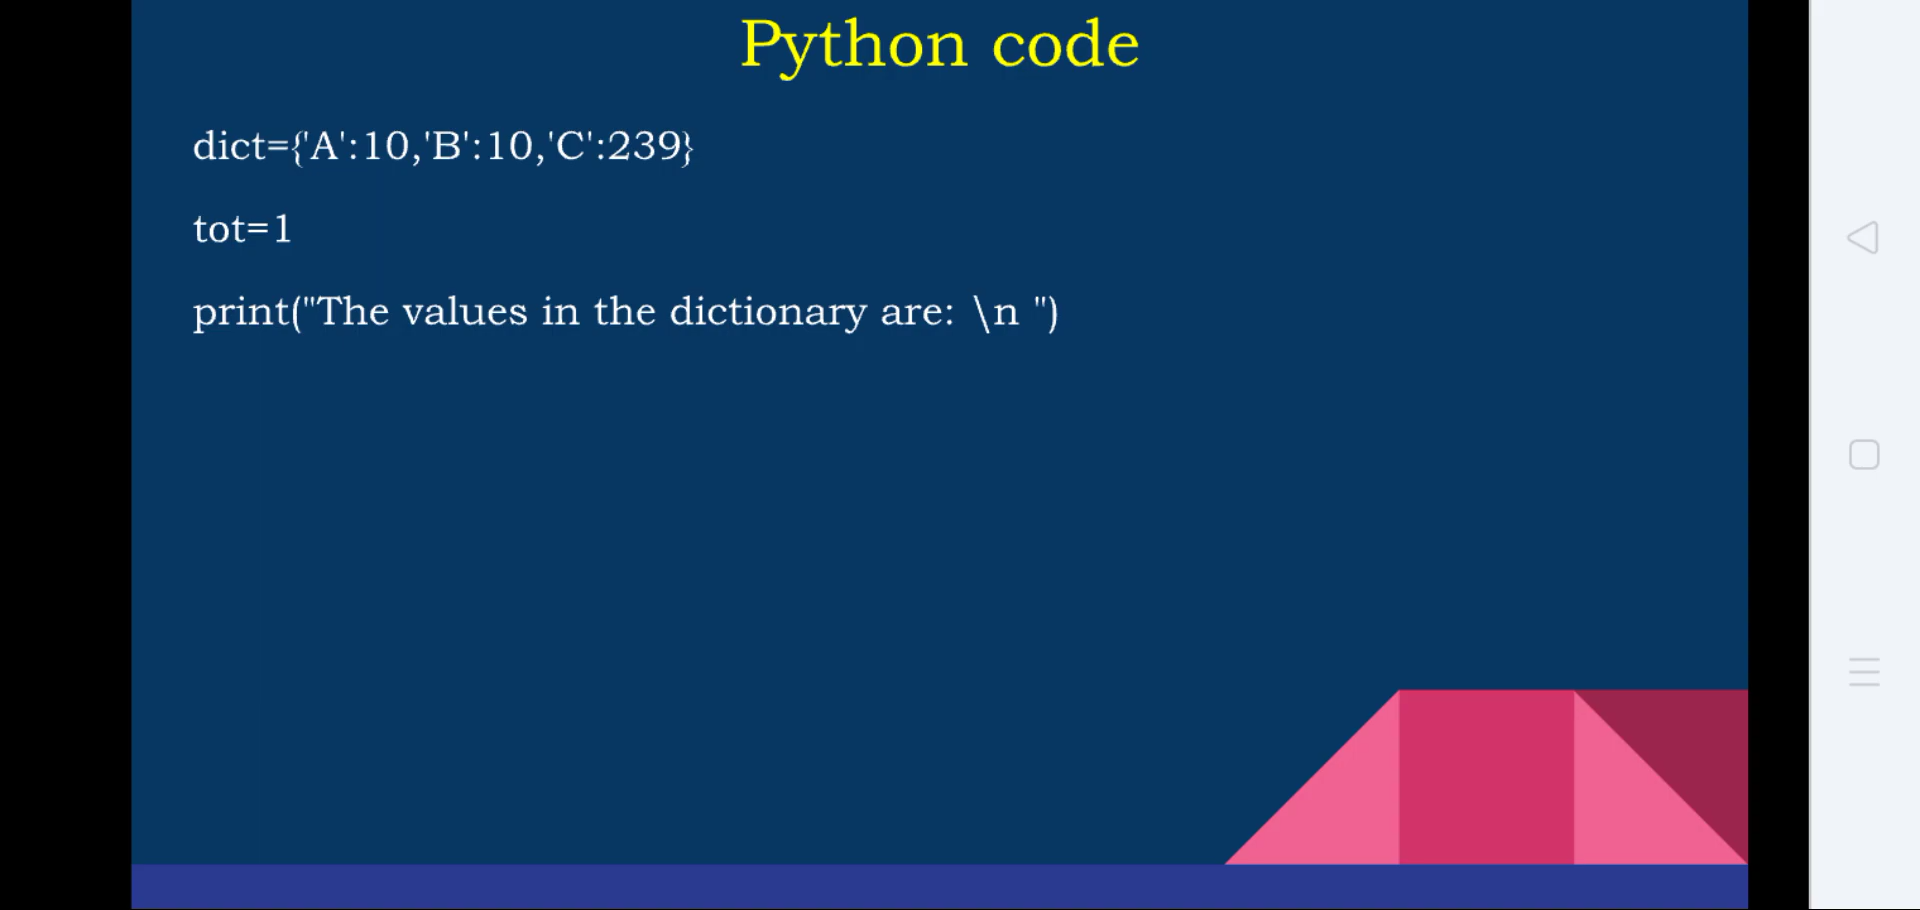 Python code
dict={'A':10,'B':10,'C':239}
tot=1
print("The values in the dictionary are: \n ")